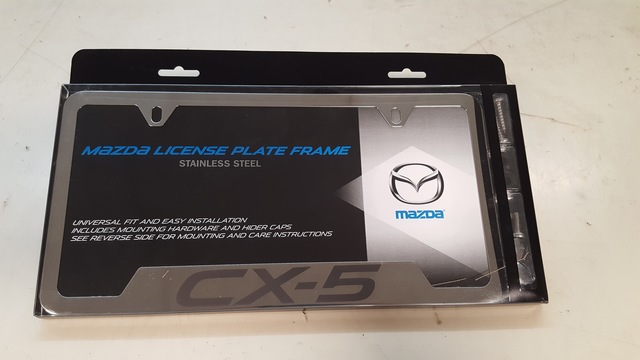 MAZDA LICENSE PLATE FRAME
STAINLESS STEEL
mazda
UNIVERSAL FIT AND EASY INSTALLATION
INCLUDES MOUNTING HARDWARE AND HIDER CAPS
SEE REVERSE SIDE FOR MOUNTING AND CARE INSTRUCTIONS
CX-5